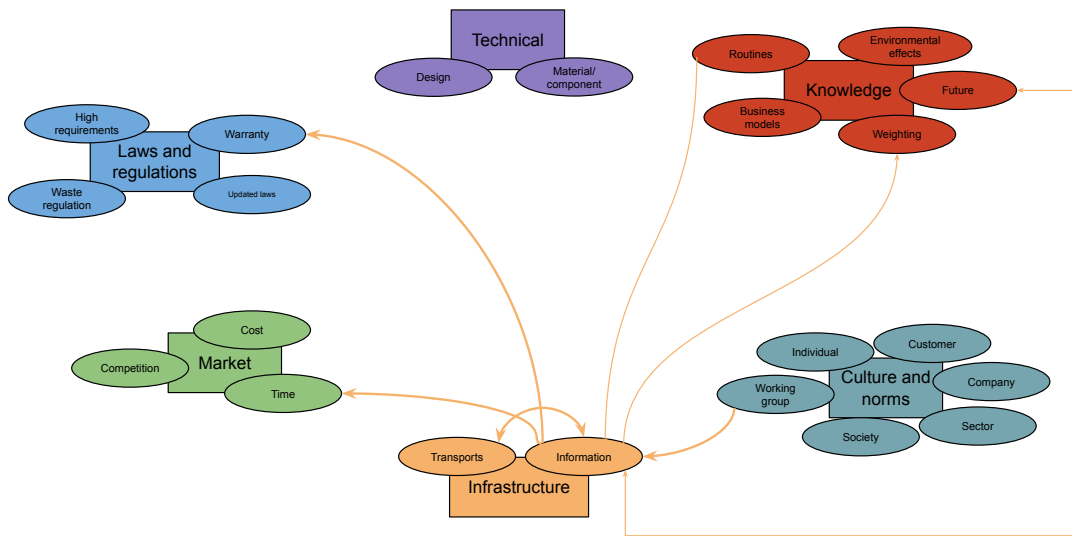 Technical
Design
Material/
component
Routines
Environmental
effects
Knowledge
Future
Business
models
Weighting
High
requirements
Warranty
Laws and
regulations
Waste
regulation
Updated laws
Cost
Competition
Market
Time
Individual
Customer
Working
group
Culture and
norms
Company
Society
Sector
Transports
Information
Infrastructure